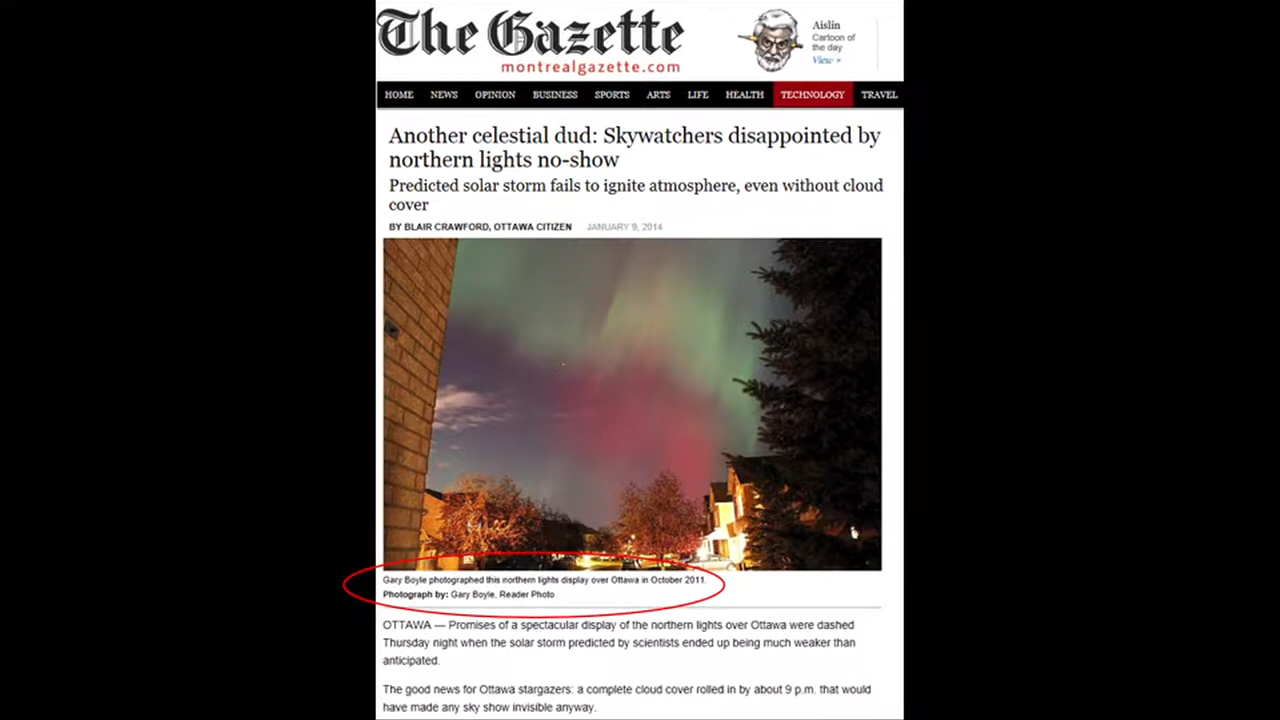 The Gazette
montrealgazette.com
Aislin
Cartoon of
the day
View »
HOME NEWS OPINION BUSINESS SPORTS ARTS LIFE HEALTH TECHNOLOGY TRAVEL
Another celestial dud: Skywatchers disappointed by
northern lights no-show
Predicted solar storm fails to ignite atmosphere, even without cloud
cover
BY BLAIR CRAWFORD, OTTAWA CITIZEN JANUARY 9, 2014
Gary Boyle photographed this northern lights display over Ottawa in October 2011.
Photograph by: Gary Boyle, Reader Photo
OTTAWA — Promises of a spectacular display of the northern lights over Ottawa were dashed
Thursday night when the solar storm predicted by scientists ended up being much weaker than
anticipated.
The good news for Ottawa stargazers: a complete cloud cover rolled in by about 9 p.m. that would
have made any sky show invisible anyway.